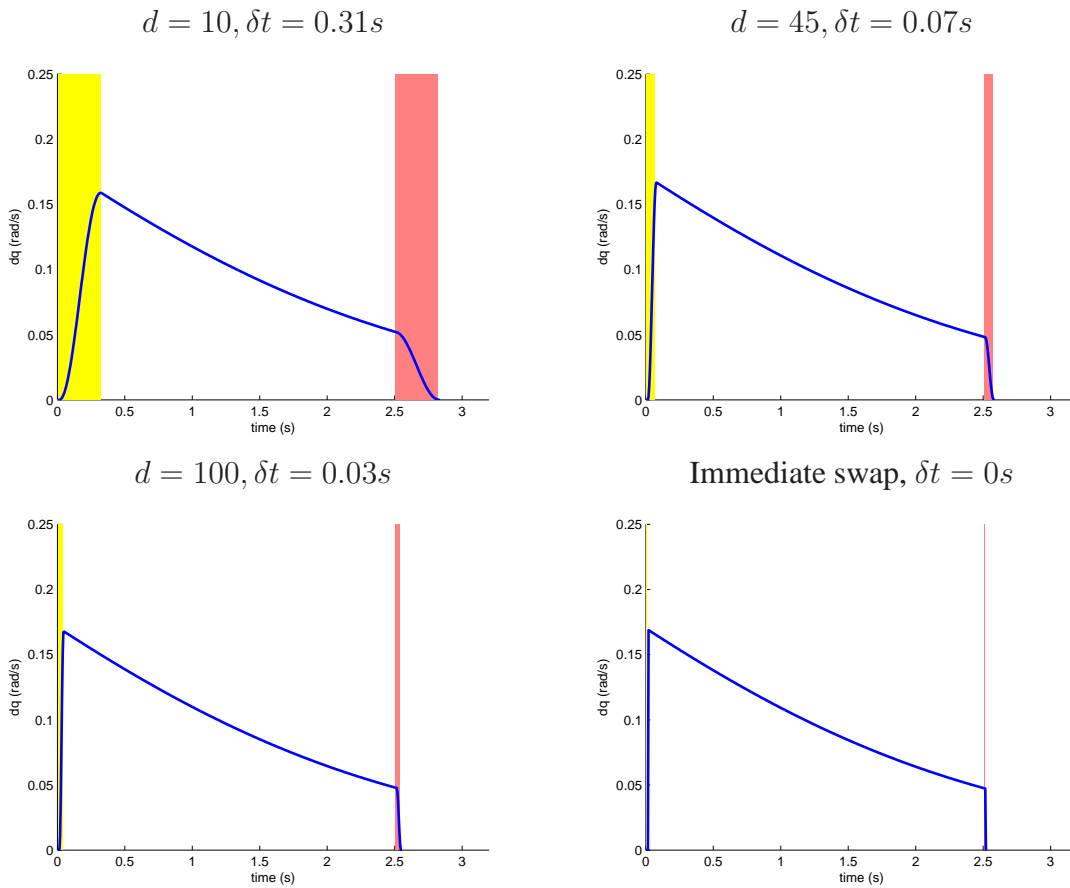 d = 10, δt = 0.31s
0.25
0.2
0.15
0.1
0.05
0
dq (rad/s)
0 0.5 1 1.5 2 2.5 3
time (s)
d = 45, δt = 0.07s
0.25
0.2
0.15
0.1
0.05
0
dq (rad/s)
0 0.5 1 1.5 2 2.5 3
time (s)
d = 100, δt = 0.03s
0.25
0.2
0.15
0.1
0.05
0
dq (rad/s)
0 0.5 1 1.5 2 2.5 3
time (s)
Immediate swap, δt = 0s
0.25
0.2
0.15
0.1
0.05
0
dq (rad/s)
0 0.5 1 1.5 2 2.5 3
time (s)